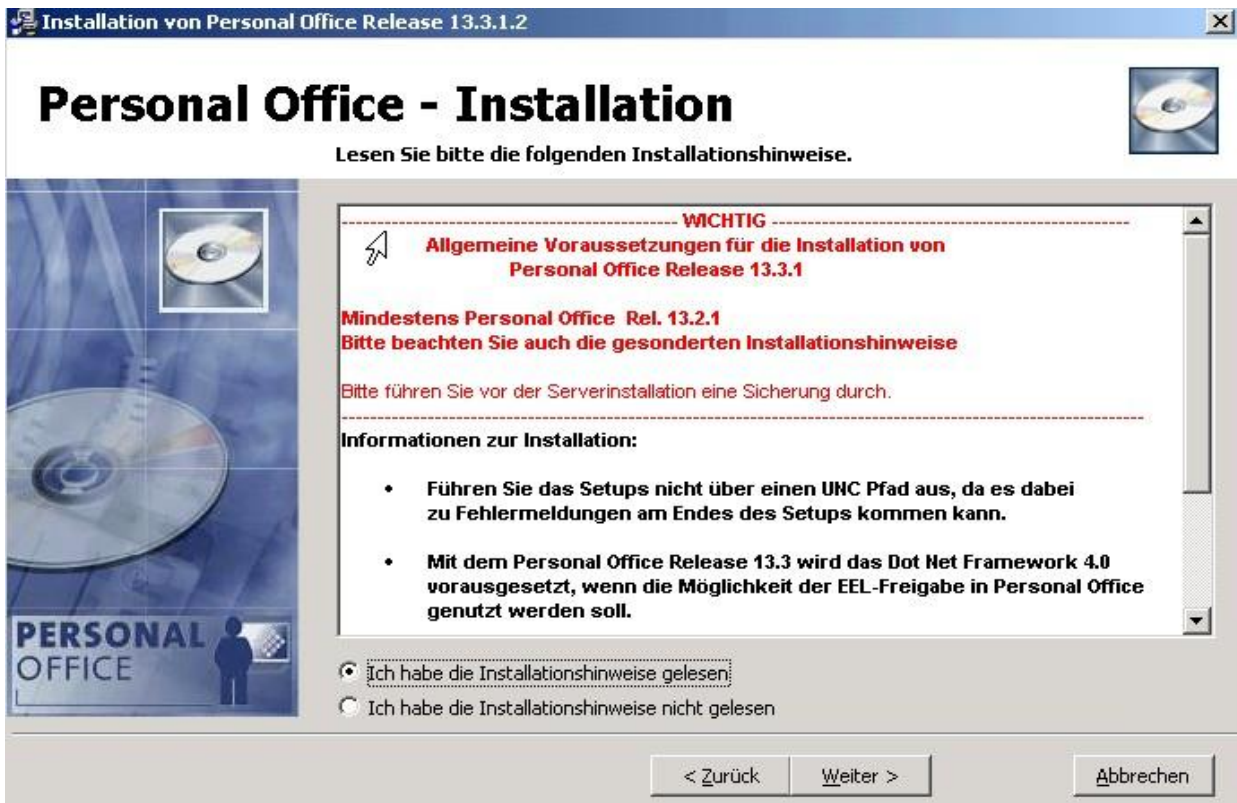 Installation von Personal Office Release 13.3.1.2
Personal Office - Installation
Lesen Sie bitte die folgenden Installationshinweise.
------------------------------------------------ WICHTIG ------------------------------------------------
Allgemeine Voraussetzungen für die Installation von
Personal Office Release 13.3.1
Mindestens Personal Office Rel. 13.2.1
Bitte beachten Sie auch die gesonderten Installationshinweise
Bitte führen Sie vor der Serverinstallation eine Sicherung durch.
------------------------------------------------------------------------------------------------------------------
Informationen zur Installation:
• Führen Sie das Setups nicht über einen UNC Pfad aus, da es dabei
zu Fehlermeldungen am Endes des Setups kommen kann.
• Mit dem Personal Office Release 13.3 wird das Dot Net Framework 4.0
vorausgesetzt, wenn die Möglichkeit der EEL-Freigabe in Personal Office
genutzt werden soll.
PERSONAL
OFFICE
Ich habe die Installationshinweise gelesen
Ich habe die Installationshinweise nicht gelesen
< Zurück
Weiter >
Abbrechen